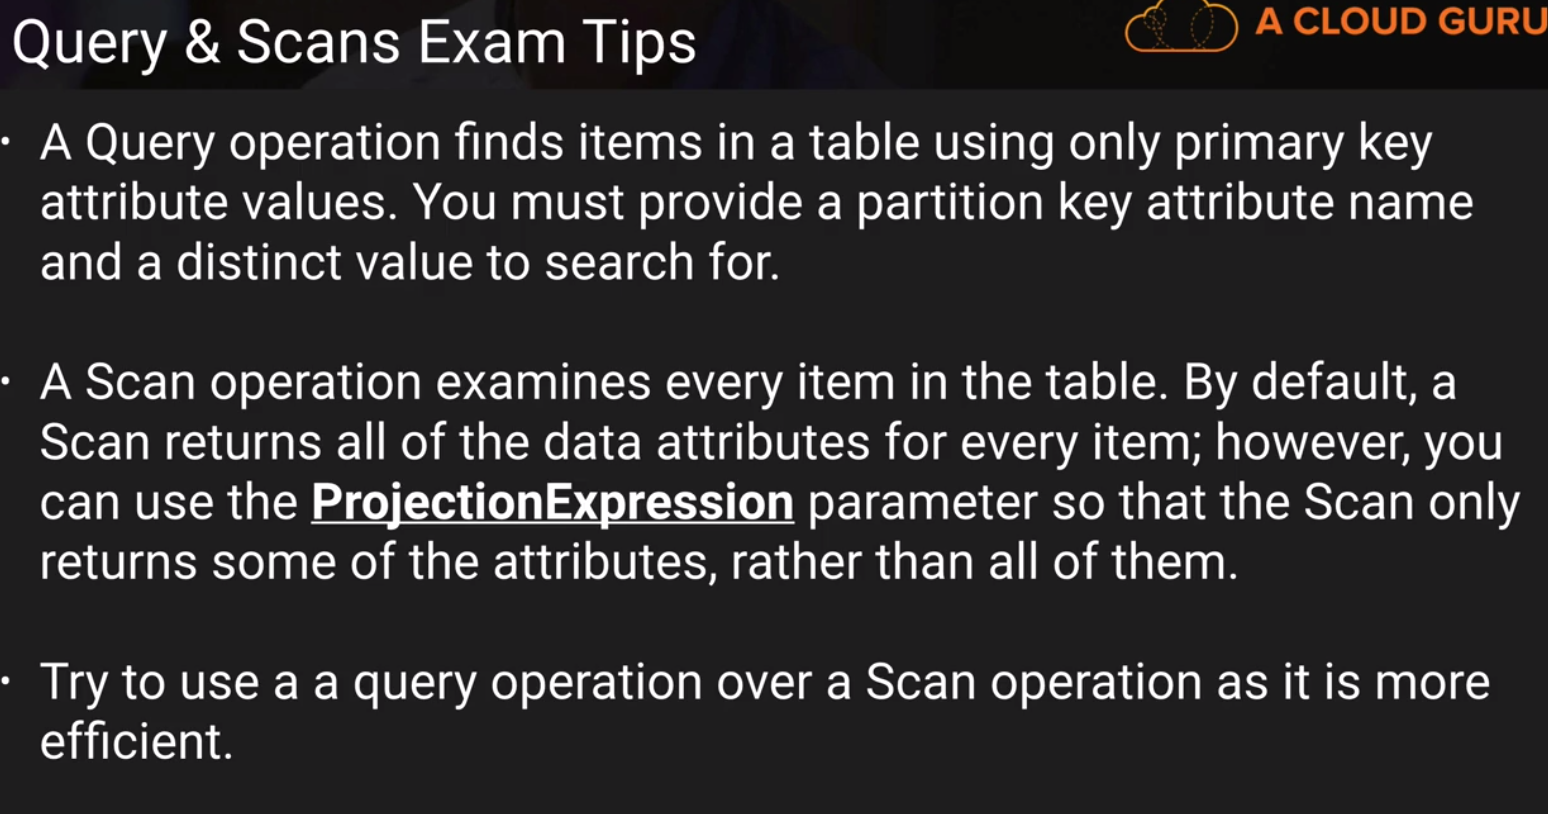 Query & Scans Exam Tips
A CLOUD GURU
· A Query operation finds items in a table using only primary key
attribute values. You must provide a partition key attribute name
and a distinct value to search for.
· A Scan operation examines every item in the table. By default, a
Scan returns all of the data attributes for every item; however, you
can use the ProjectionExpression parameter so that the Scan only
returns some of the attributes, rather than all of them.
· Try to use a a query operation over a Scan operation as it is more
efficient.